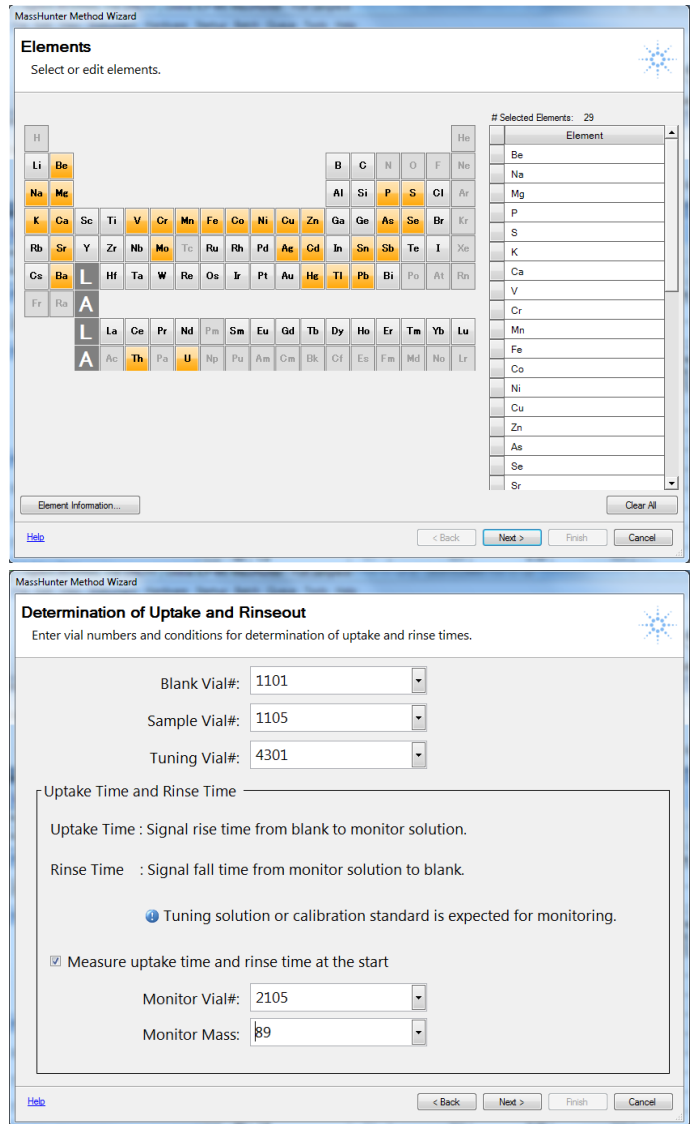 MassHunter Method Wizard
Elements
Select or edit elements.
# Selected Elements: 29
Element
H He
Li Be B C N O F Ne
Na Mg Al Si P S Cl Ar
K Ca Sc Ti V Cr Mn Fe Co Ni Cu Zn Ga Ge As Se Br Kr
Rb Sr Y Zr Nb Mo Tc Ru Rh Pd Ag Cd In Sn Sb Te I Xe
Cs Ba L Hf Ta W Re Os Ir Pt Au Hg Tl Pb Bi Po At Rn
Fr Ra A
L La Ce Pr Nd Pm Sm Eu Gd Tb Dy Ho Er Tm Yb Lu
A Ac Th Pa U Np Pu Am Cm Bk Cf Es Fm Md No Lr
Be
Na
Mg
P
S
K
Ca
V
Cr
Mn
Fe
Co
Ni
Cu
Zn
As
Se
Sr
Element Information...
Clear All
Help
< Back Next > Finish Cancel
MassHunter Method Wizard
Determination of Uptake and Rinseout
Enter vial numbers and conditions for determination of uptake and rinse times.
Blank Vial#: 1101
Sample Vial#: 1105
Tuning Vial#: 4301
Uptake Time and Rinse Time
Uptake Time : Signal rise time from blank to monitor solution.
Rinse Time : Signal fall time from monitor solution to blank.
Tuning solution or calibration standard is expected for monitoring.
Measure uptake time and rinse time at the start
Monitor Vial#: 2105
Monitor Mass: 89
Help
< Back Next > Finish Cancel